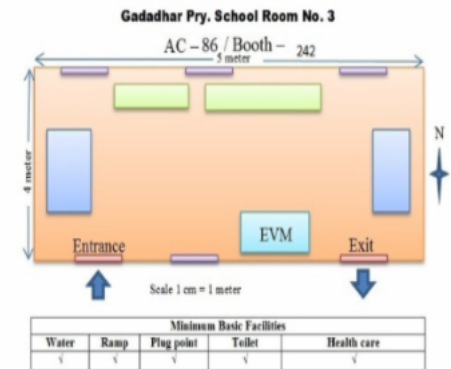 Gadadhar Pry. School Room No. 3
AC – 86 / Booth – 242
5 meter
N
4 meter
EVM
Entrance
Exit
Scale 1 cm = 1 meter
Minimum Basic Facilities
Water Ramp Plug point Toilet Health care
√ √ √ √ √